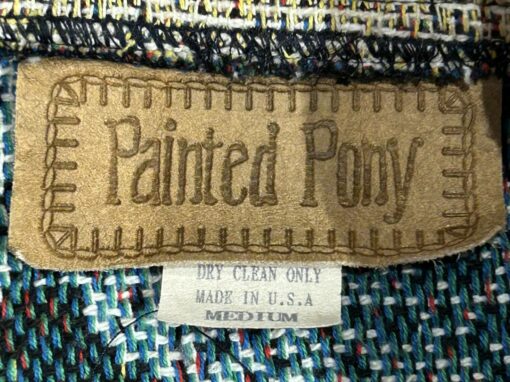 Painted Pony
DRY CLEAN ONLY
MADE IN U.S.A
MEDIUM